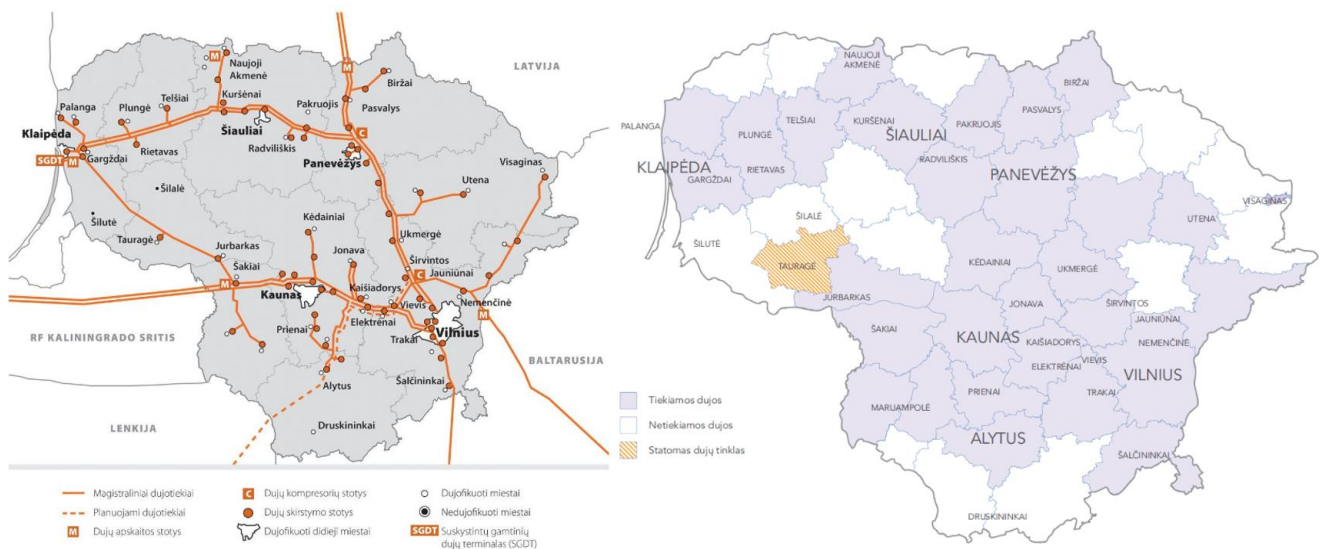 LATVIJA
M
Naujoji
Akmenė
M
Biržai
Kuršėnai
Telšiai
Plungė
Palanga
Pakruojis
Pasvalys
Klaipėda
Šiauliai
C
SGDT
M
Gargždai
Rietavas
Radviliškis
Panevėžys
Visaginas
Šilalė
Utena
Šilutė
Kėdainiai
Tauragė
Ukmergė
Jurbarkas
Jonava
Širvintos
Šakiai
C
Jauniūnai
M
Kaunas
Kaišiadorys
Vievis
Nemenčinė
M
Elektrėnai
Prienai
Vilnius
RF KALININGRADO SRITIS
Trakai
BALTARUSIJA
Alytus
Šalčininkai
LENKIJA
Druskininkai
Magistraliniai dujotiekiai
Planuojami dujotiekiai
M
Dujų apskaitos stotys
C
Dujų kompresorių stotys
Dujų skirstymo stotys
Dujofikuoti didieji miestai
Dujofikuoti miestai
Nedujofikuoti miestai
SGDT
Suskystintų gamtinių
dujų terminalas (SGDT)
NAUJOJI
AKMENĖ
BIRŽAI
PASVALYS
TELŠIAI
KURŠĖNAI
PAKRUOJIS
PALANGA
PLUNGĖ
ŠIAULIAI
RADVILIŠKIS
KLAIPĖDA
RIETAVAS
PANEVĖŽYS
GARGŽDAI
VISAGINAS
ŠILALĖ
UTENA
ŠILUTĖ
TAURAGĖ
KĖDAINIAI
UKMERGĖ
JURBARKAS
JONAVA
ŠIRVINTOS
JAUNIŪNAI
ŠAKIAI
KAUNAS
KAIŠIADORYS
NEMENČINĖ
VIEVIS
ELEKTRĖNAI
VILNIUS
PRIENAI
TRAKAI
MARIJAMPOLĖ
ALYTUS
ŠALČININKAI
DRUSKININKAI
Tiekiamos dujos
Netiekiamos dujos
Statomas dujų tinklas